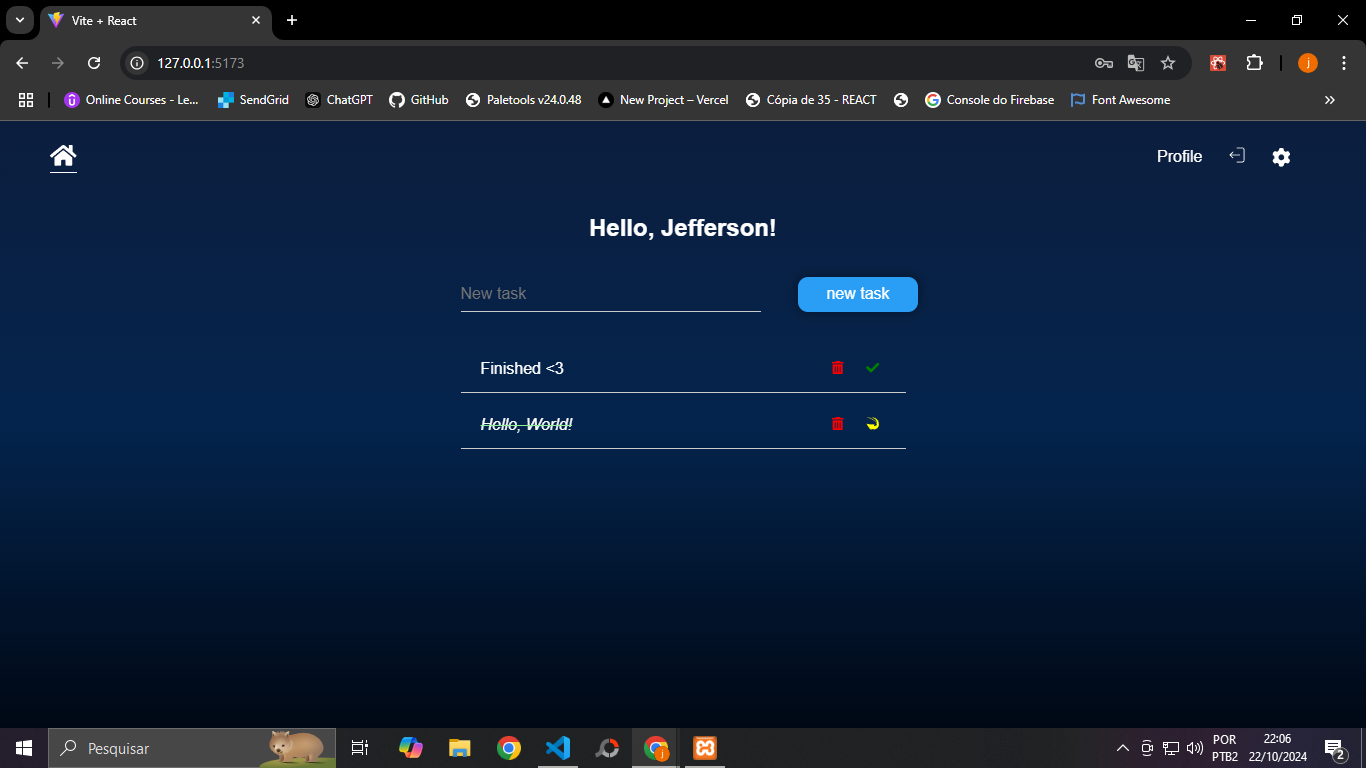 Vite + React
127.0.0.1:5173
Online Courses - Le... SendGrid ChatGPT GitHub Paletools v24.0.48 New Project – Vercel Cópia de 35 - REACT Console do Firebase Font Awesome
Profile
Hello, Jefferson!
New task new task
Finished <3
Hello, World!
Pesquisar
POR 22:06
PTB2 22/10/2024
2
j
j